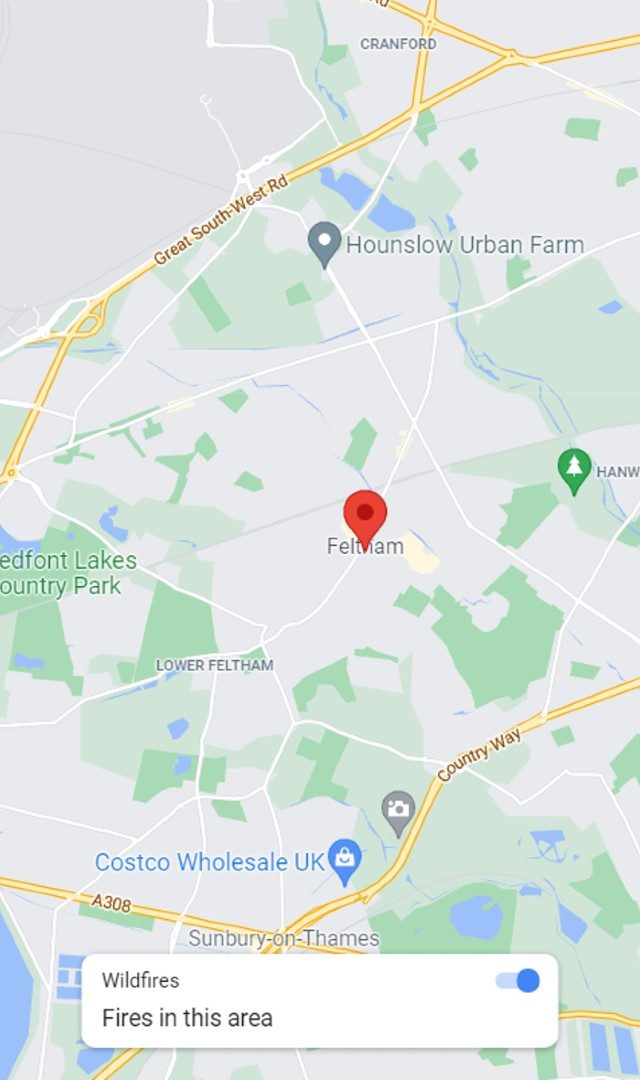 CRANFORD
Great South-West Rd
Hounslow Urban Farm
HANW
Feltham
edfont Lakes
ountry Park
LOWER FELTHAM
Country Way
Costco Wholesale UK
A308
Sunbury-on-Thames
Wildfires
Fires in this area